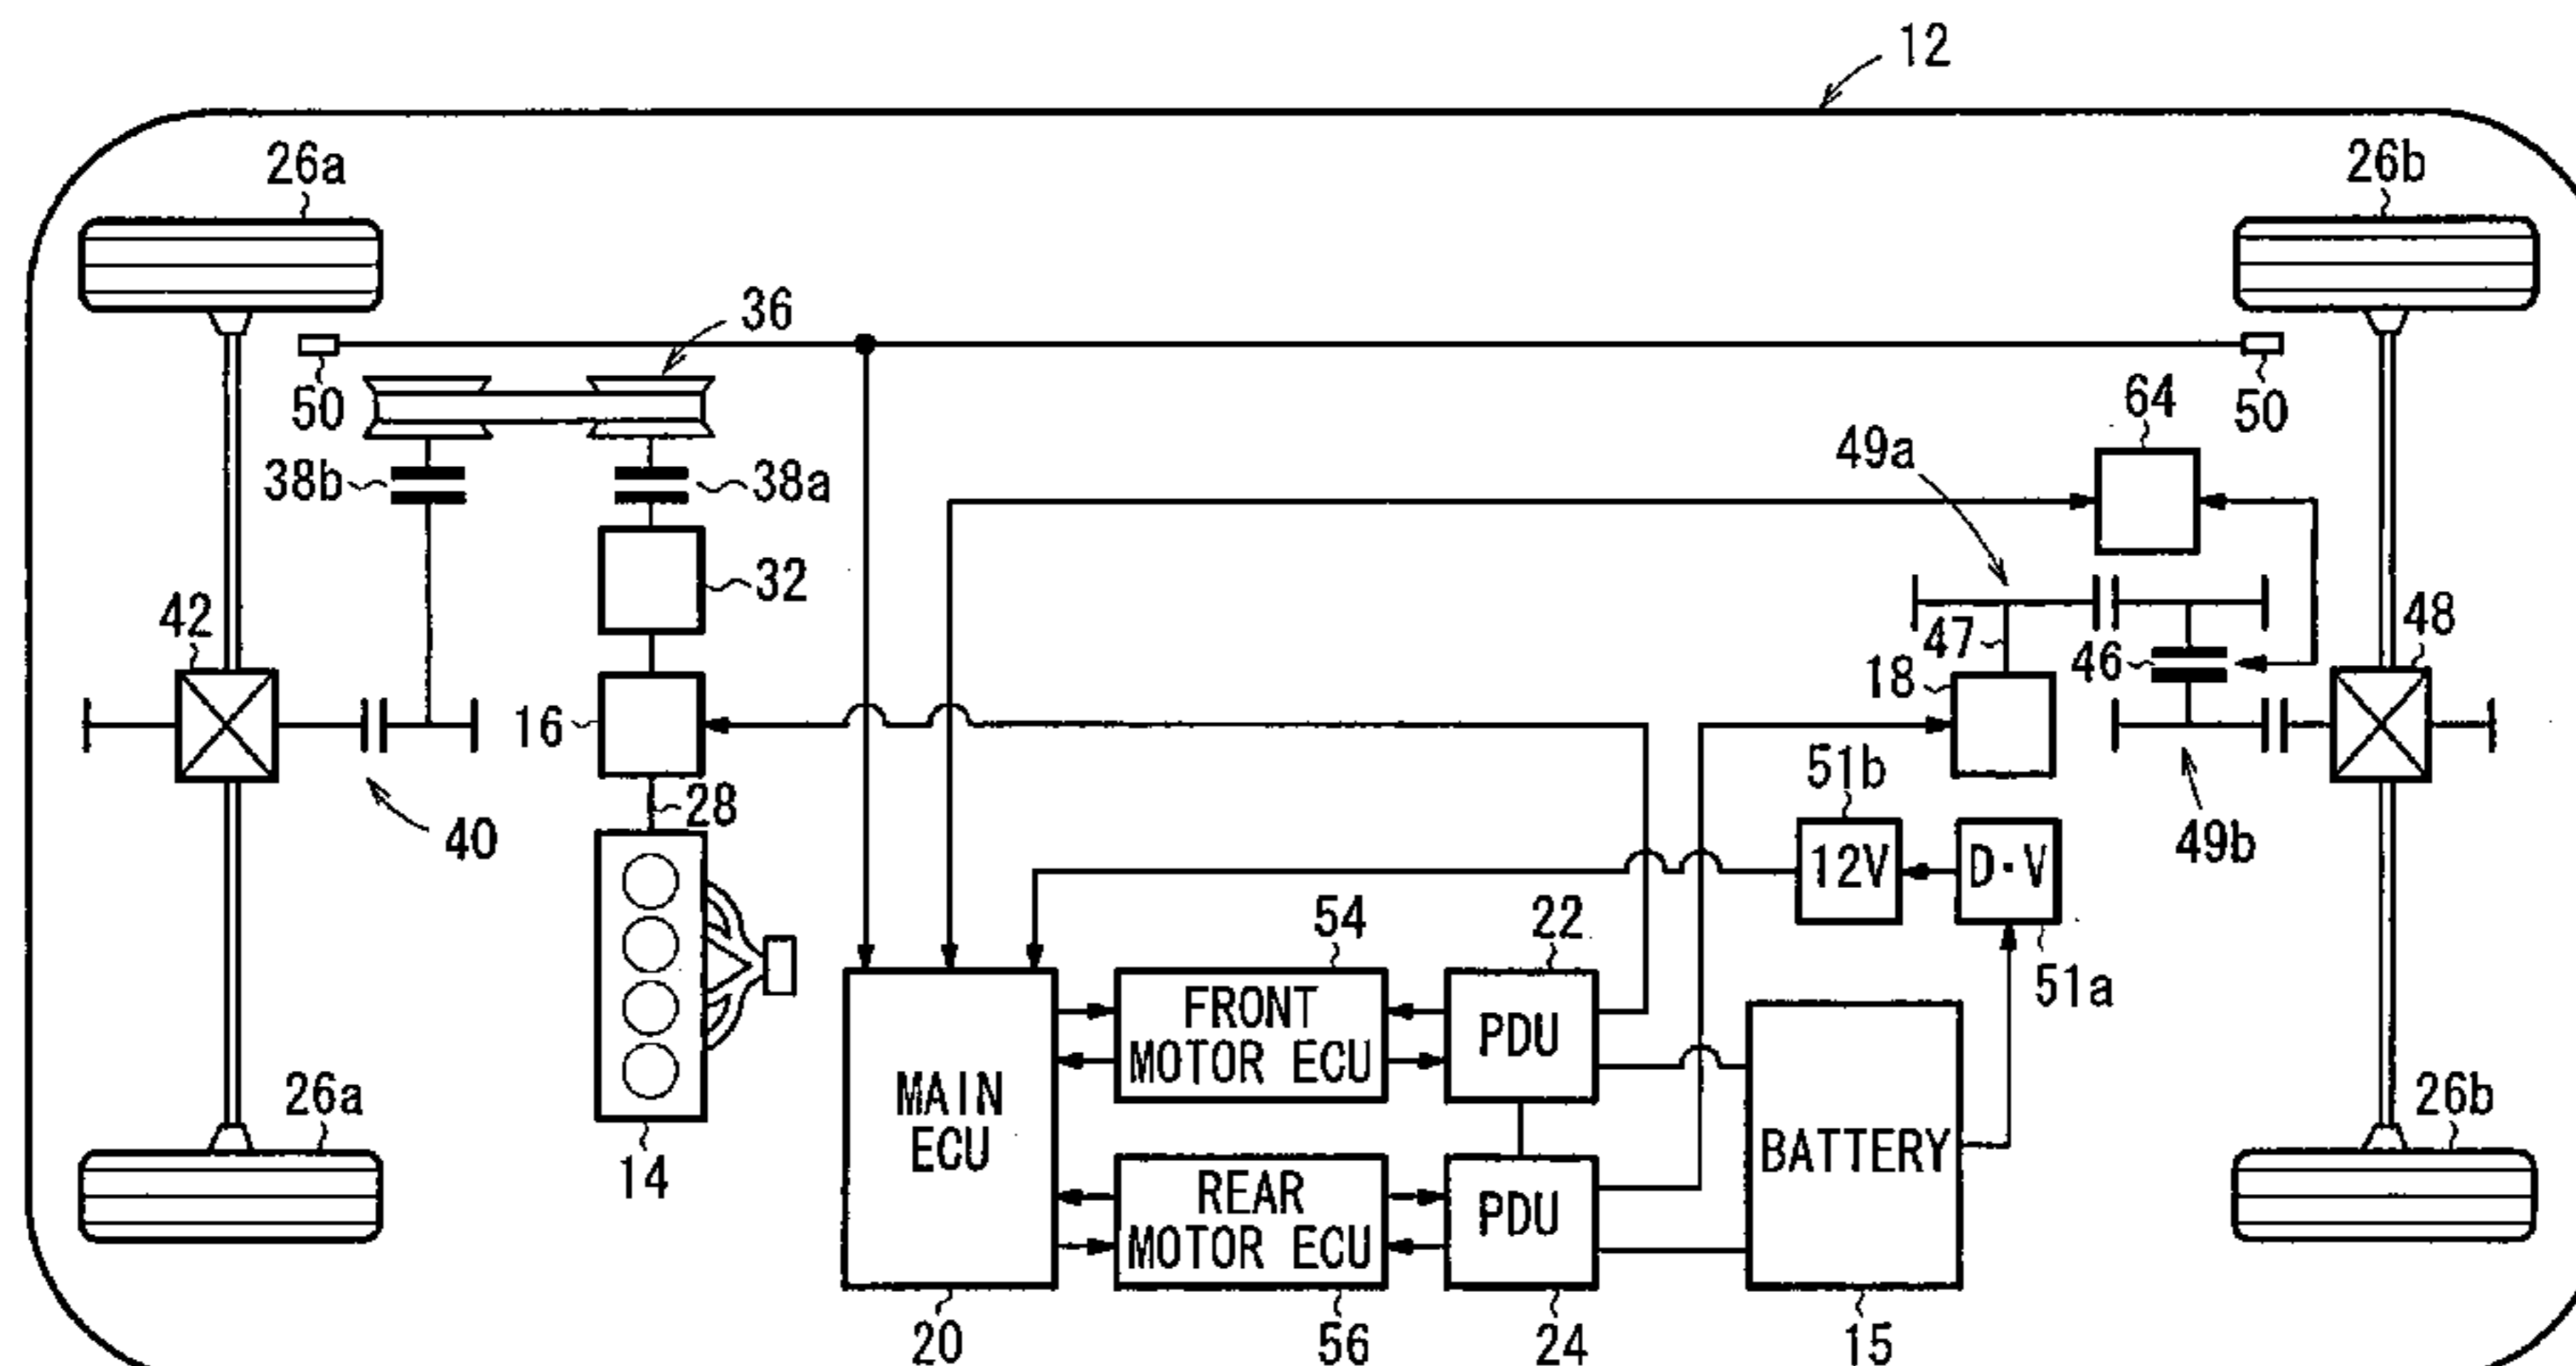 12
26a
26b
36
50
50
64
38b
38a
49a
32
42
47
46
48
18
16
28
51b
40
49b
12V
D·V
54
22
51a
FRONT
MOTOR ECU
PDU
MAIN
ECU
BATTERY
26a
26b
14
REAR
MOTOR ECU
PDU
20
56
24
15